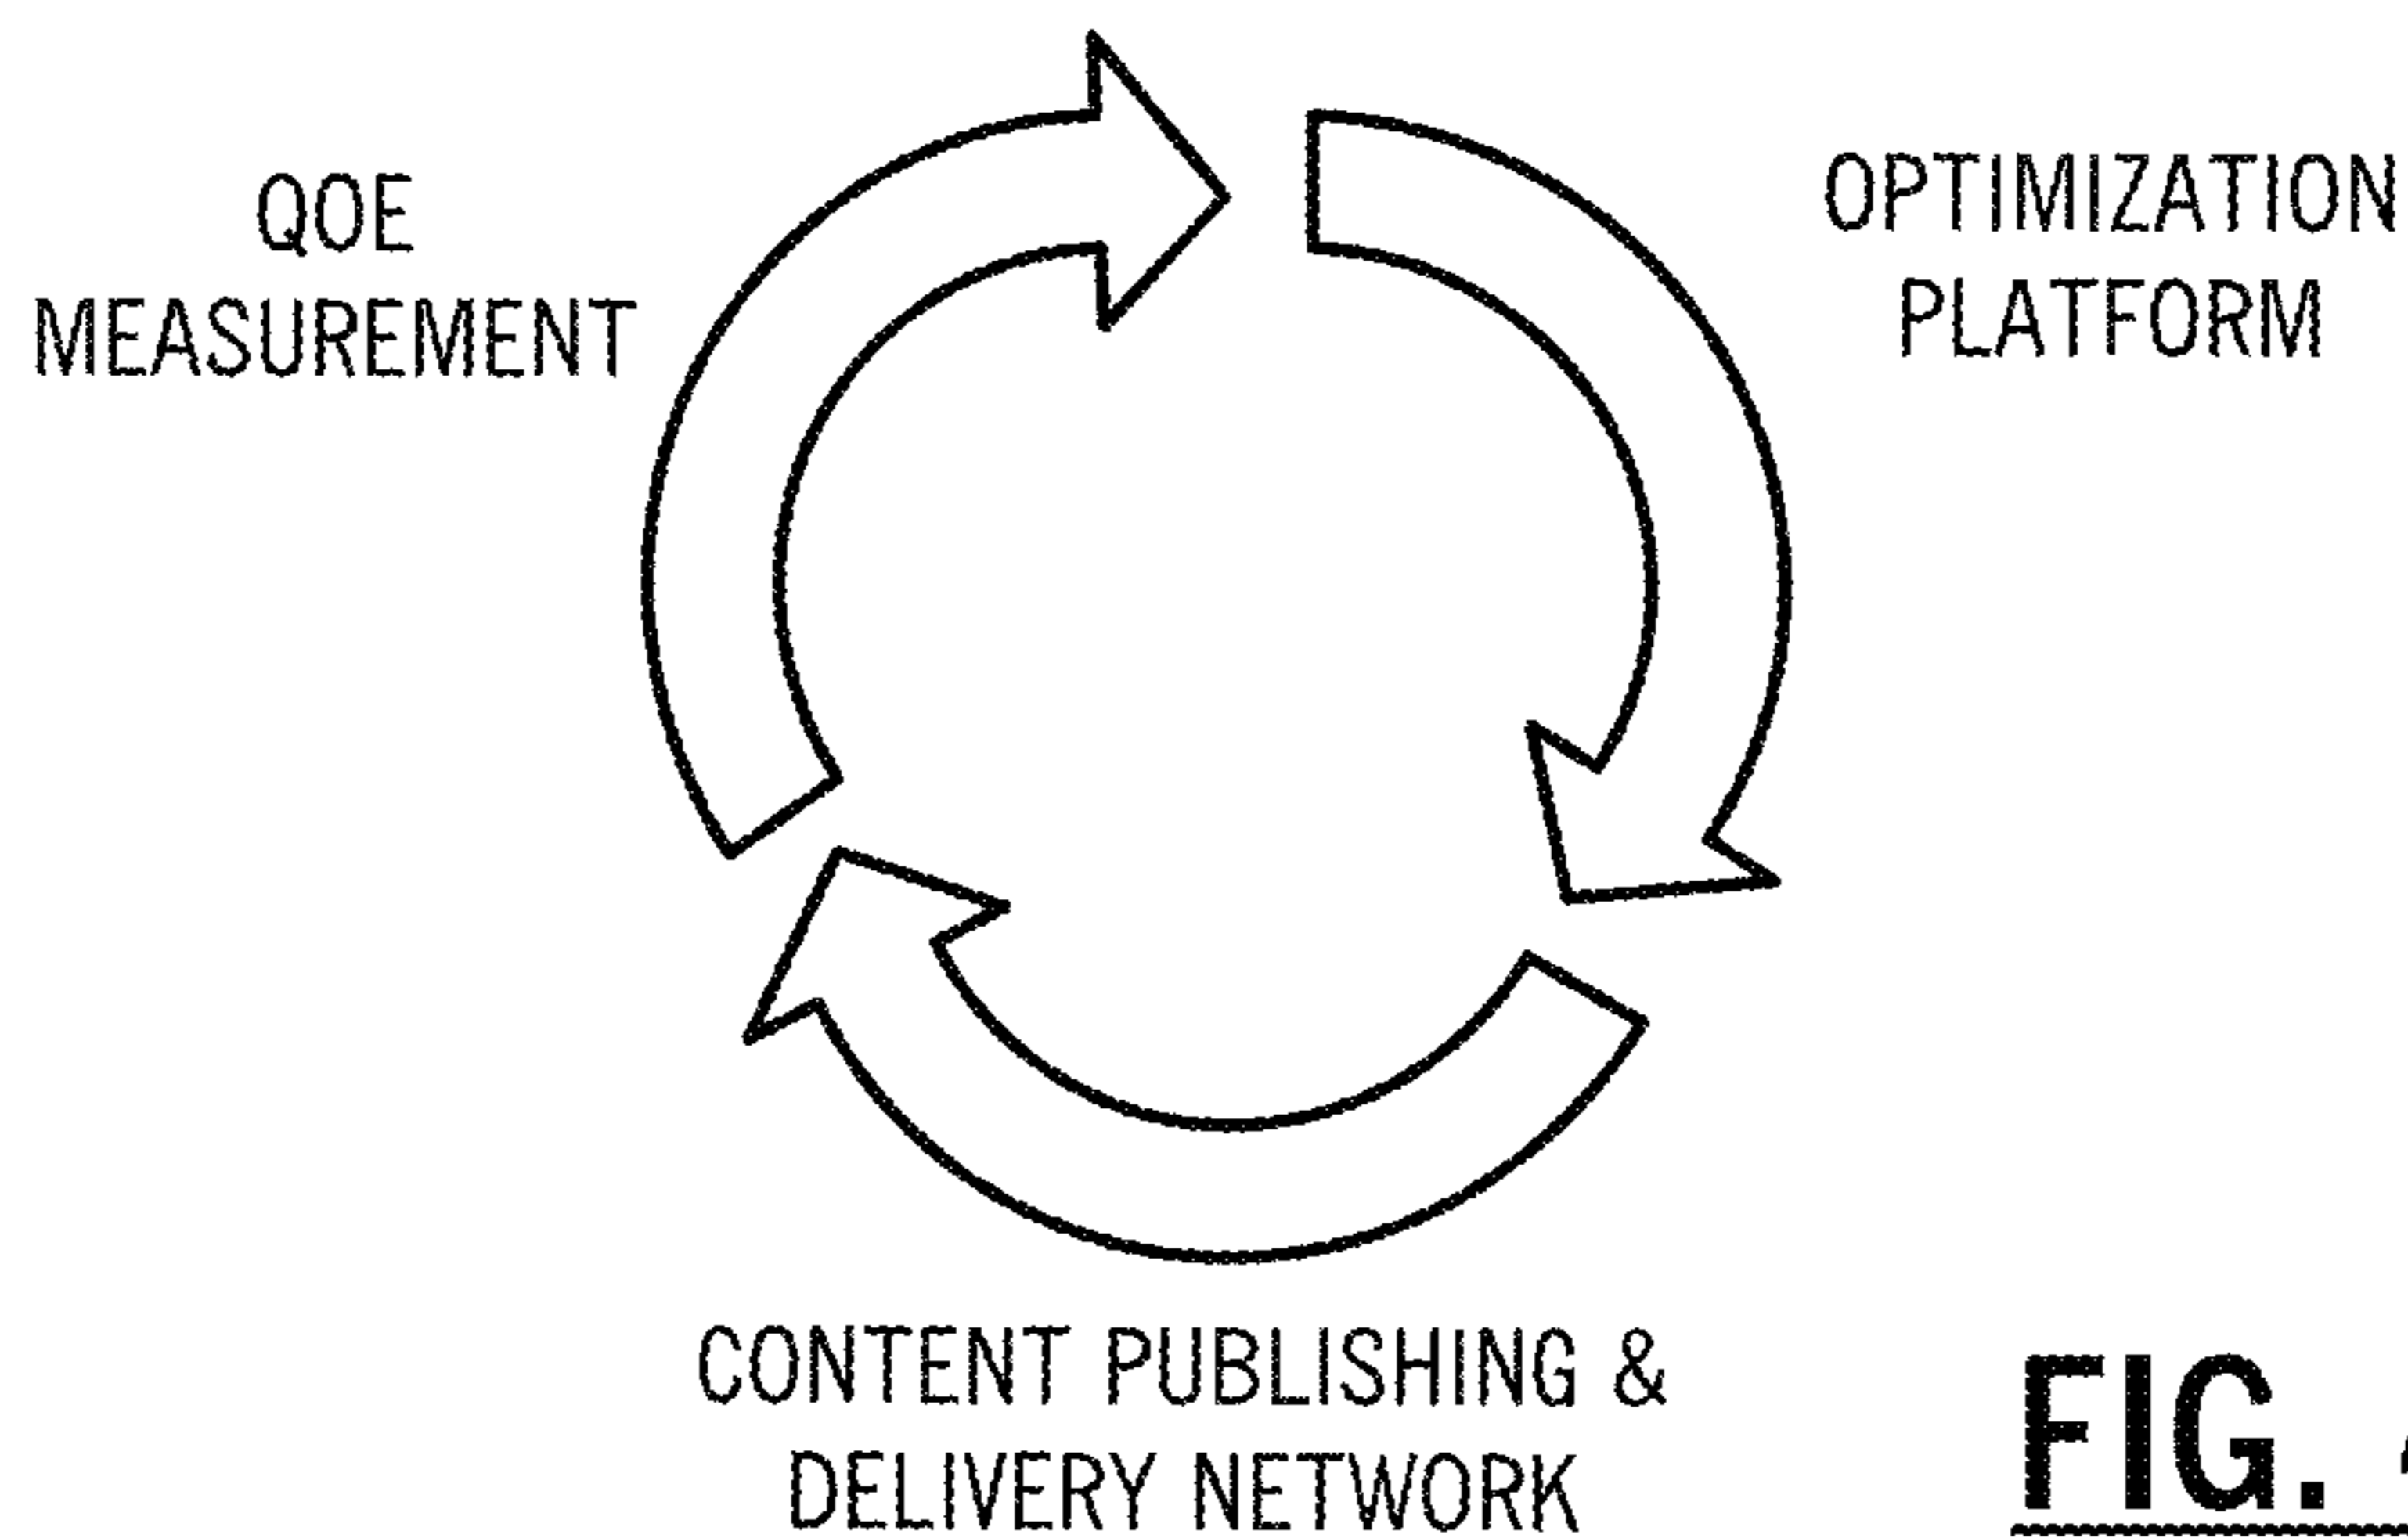 QOE
MEASUREMENT
OPTIMIZATION
PLATFORM
CONTENT PUBLISHING &
DELIVERY NETWORK
FIG.